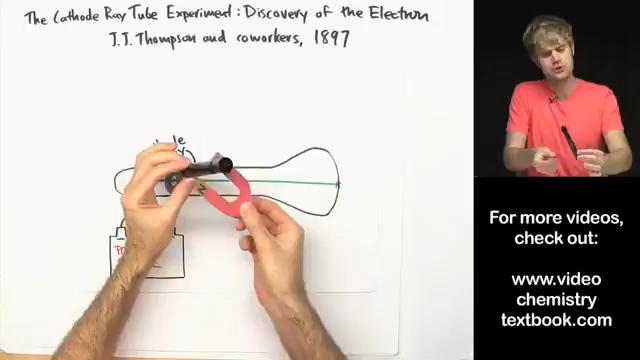 The Cathode Ray Tube Experiment: Discovery of the Electron
J.J. Thompson and coworkers, 1897
For more videos,
check out:
www.video
chemistry
textbook.com